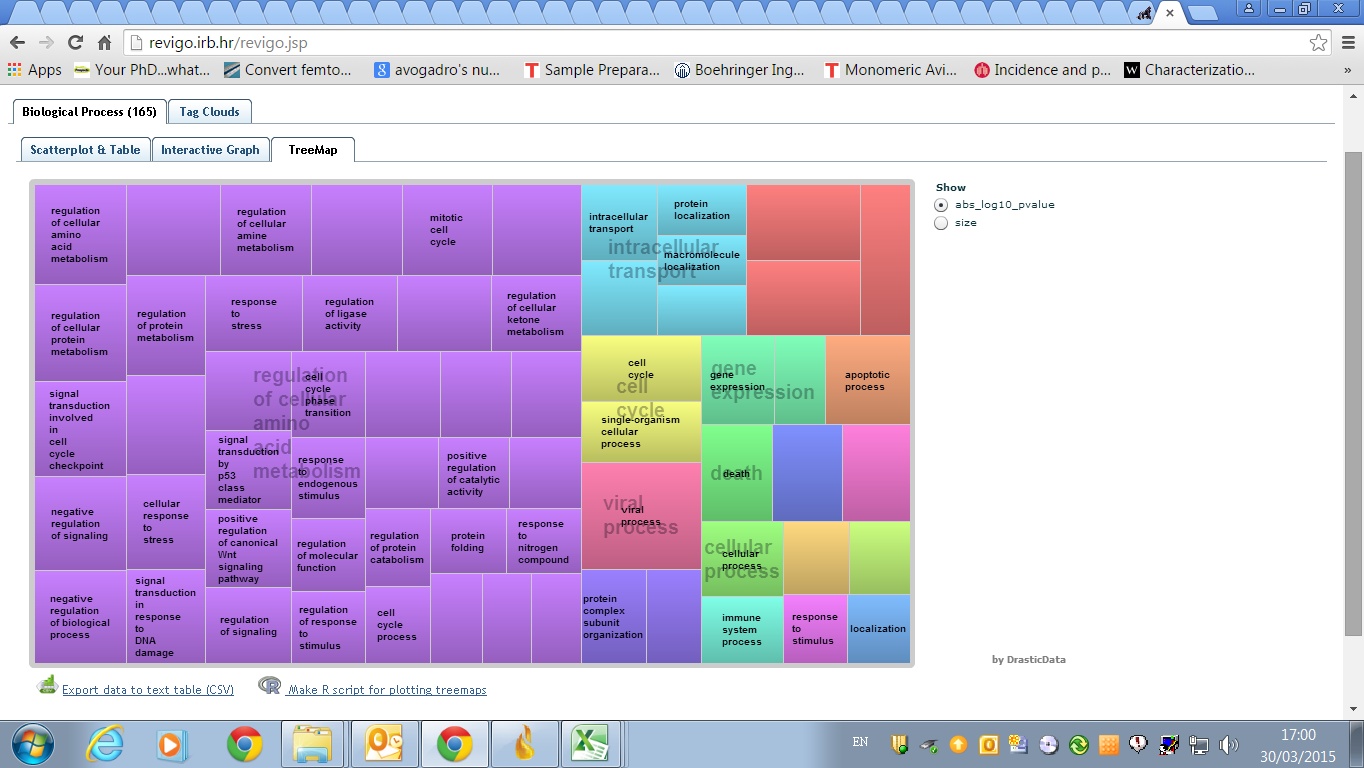 revigo.irb.hr/revigo.jsp
Apps
Your PhD...what...
Convert femto...
avogadro's nu...
Sample Prepara...
Boehringer Ing...
Monomeric Avi...
Incidence and p...
Characterizatio...
»
Biological Process (165)
Tag Clouds
Scatterplot & Table
Interactive Graph
TreeMap
regulation
of cellular
amino
acid
metabolism
regulation
of cellular
amine
metabolism
mitotic
cell
cycle
regulation
of cellular
protein
metabolism
regulation
of protein
metabolism
response
to
stress
regulation
of ligase
activity
regulation
of cellular
ketone
metabolism
signal
transduction
involved
in
cell
cycle
checkpoint
regulation
of cellular
amino
acid
metabolism
cell
cycle
phase
transition
signal
transduction
by
p53
class
mediator
response
to
endogenous
stimulus
positive
regulation
of catalytic
activity
negative
regulation
of signaling
cellular
response
to
stress
positive
regulation
of canonical
Wnt
signaling
pathway
regulation
of molecular
function
regulation
of protein
catabolism
protein
folding
response
to
nitrogen
compound
negative
regulation
of biological
process
signal
transduction
in
response
to
DNA
damage
regulation
of signaling
regulation
of response
to
stimulus
cell
cycle
process
intracellular
transport
protein
localization
intracellular
transport
macromolecule
localization
cell
cycle
cell
cycle
single-organism
cellular
process
gene
expression
gene
expression
apoptotic
process
viral
process
viral
process
death
death
cellular
process
cellular
process
protein
complex
subunit
organization
immune
system
process
response
to
stimulus
localization
Show
abs_log10_pvalue
size
by DrasticData
Export data to text table (CSV)
Make R script for plotting treemaps
EN
17:00
30/03/2015